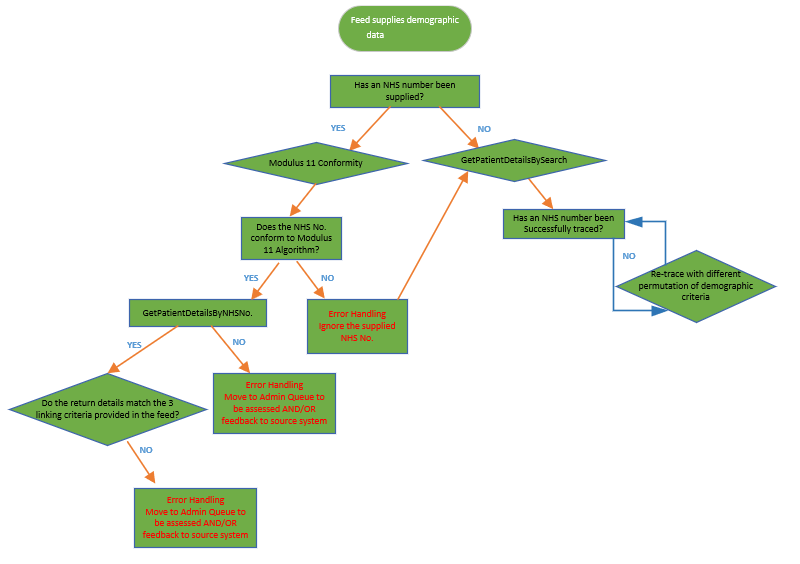 Feed supplies demographic
data
Has an NHS number been
supplied?
YES
NO
Modulus 11 Conformity
GetPatientDetailsBySearch
Does the NHS No.
conform to Modulus
11 Algorithm?
Has an NHS number been
Successfully traced?
NO
Re-trace with different
permutation of demographic
criteria
YES
NO
GetPatientDetailsByNHSNo.
Error Handling
Ignore the supplied
NHS No.
YES
NO
Do the return details match the 3
linking criteria provided in the feed?
Error Handling
Move to Admin Queue to
be assessed AND/OR
feedback to source system
NO
Error Handling
Move to Admin Queue to
be assessed AND/OR
feedback to source system